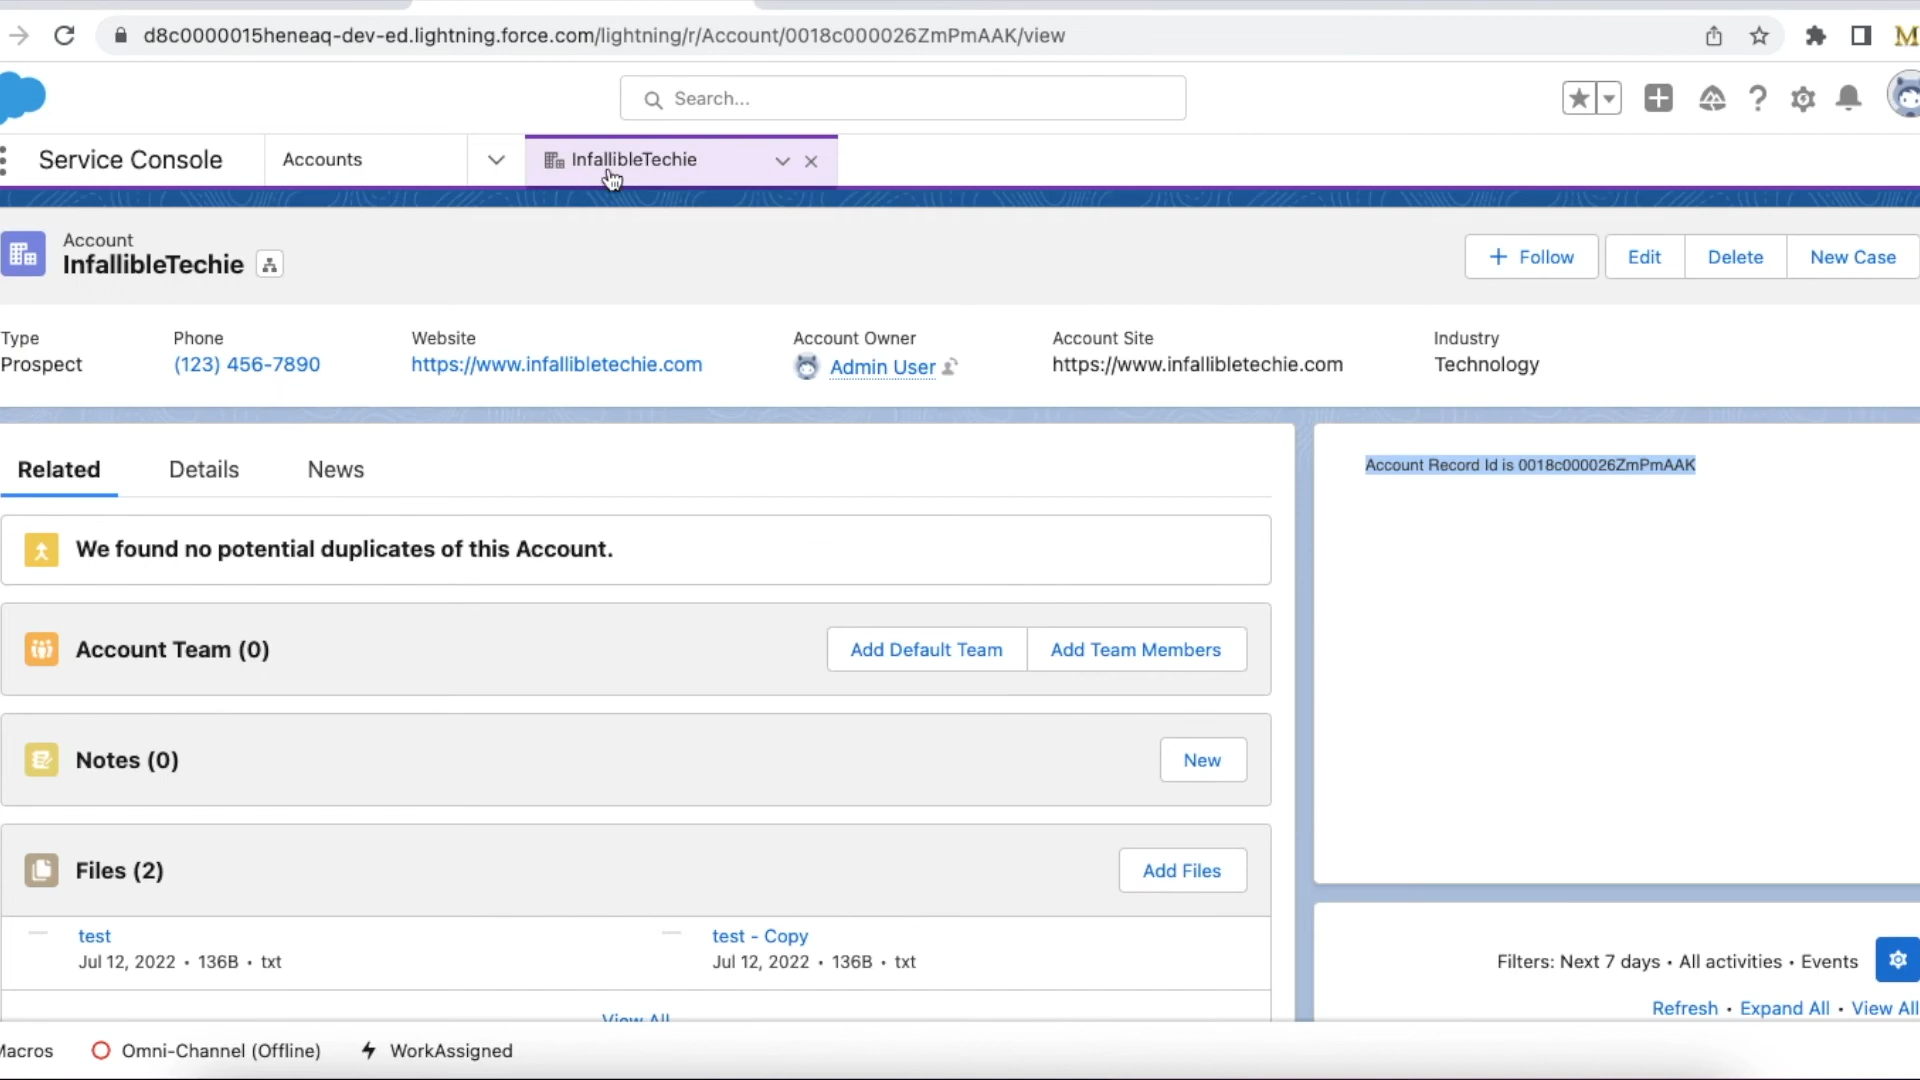 d8c0000015heneaq-dev-ed.lightning.force.com/lightning/r/Account/0018c000026ZmPmAAK/view
M
Search...
Service Console
Accounts
InfallibleTechie
Account
InfallibleTechie
Follow
Edit
Delete
New Case
Type
Phone
Website
Account Owner
Account Site
Industry
Prospect
(123) 456-7890
https://www.infallibletechie.com
Admin User
https://www.infallibletechie.com
Technology
Related
Details
News
Account Record Id is 0018c000026ZmPmAAK
We found no potential duplicates of this Account.
Account Team (0)
Add Default Team
Add Team Members
Notes (0)
New
Files (2)
Add Files
test
Jul 12, 2022 • 136B • txt
test - Copy
Jul 12, 2022 • 136B • txt
View All
Filters: Next 7 days • All activities • Events
Refresh • Expand All • View All
Macros
Omni-Channel (Offline)
WorkAssigned